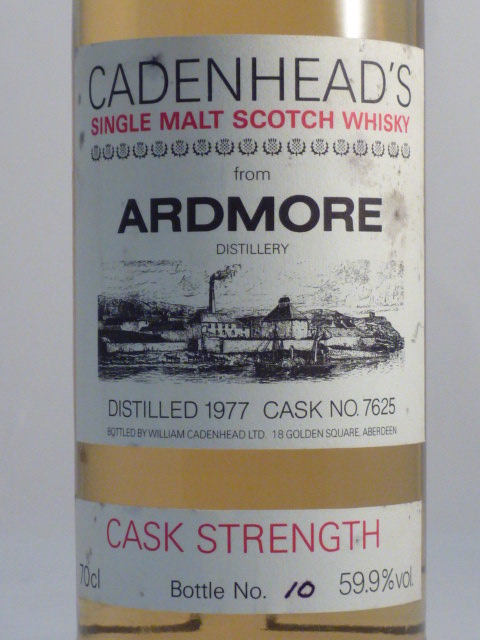 CADENHEAD'S
SINGLE MALT SCOTCH WHISKY
from
ARDMORE
DISTILLERY
DISTILLED 1977 CASK NO. 7625
BOTTLED BY WILLIAM CADENHEAD LTD. 18 GOLDEN SQUARE, ABERDEEN
CASK STRENGTH
70cl Bottle No. 10 59.9%vol.